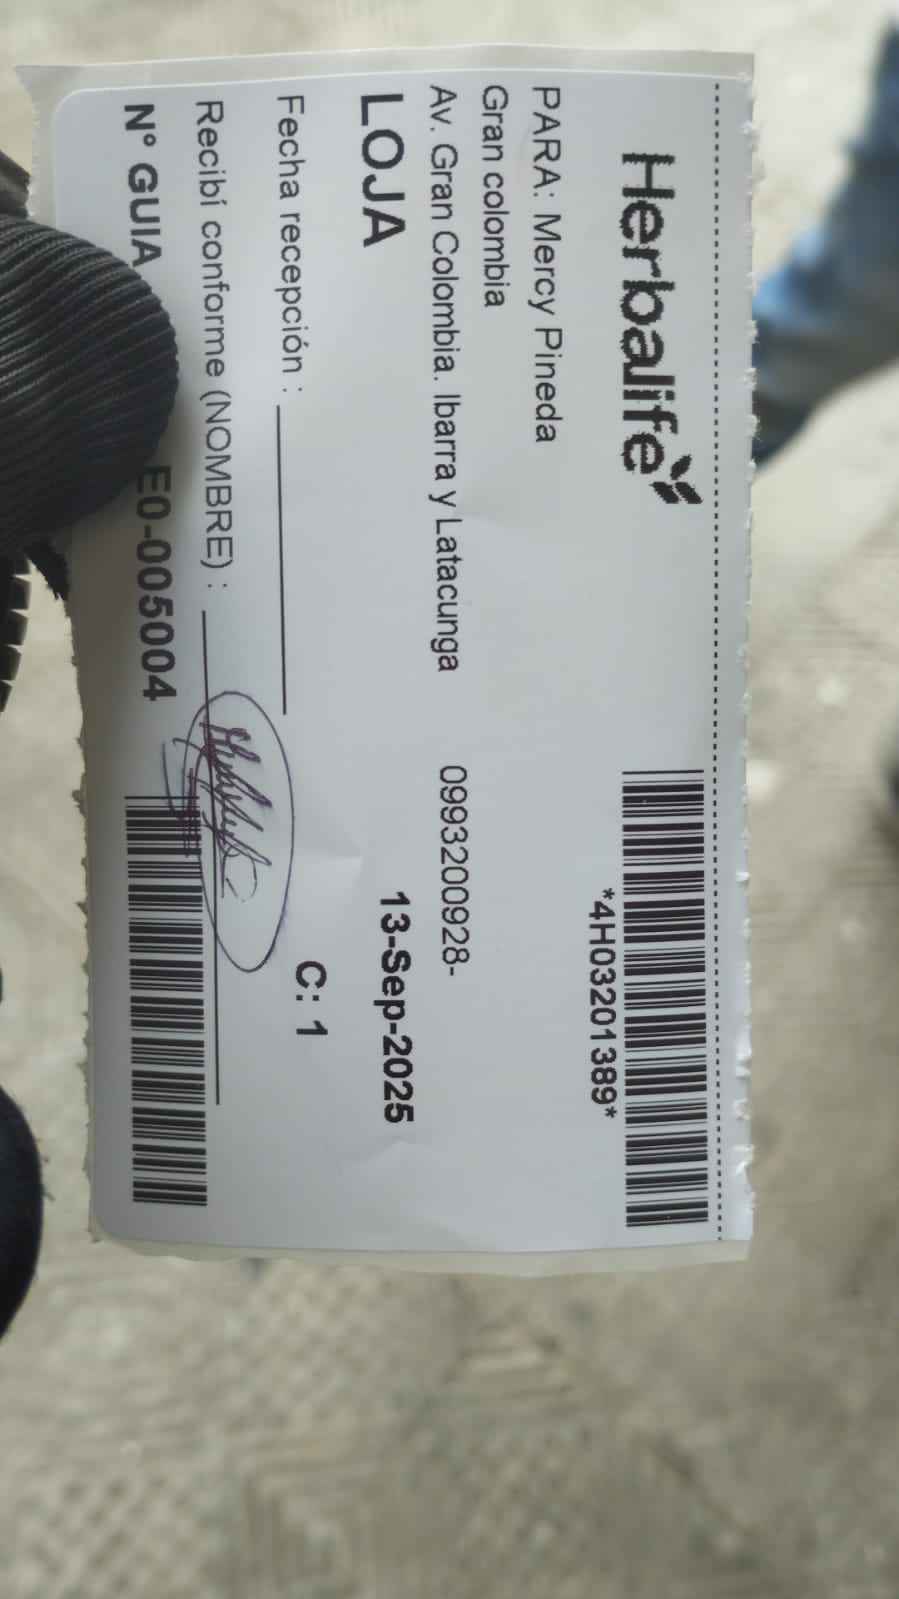 Herbalife
*4H03201389*
PARA: Mercy Pineda
Gran colombia
Av. Gran Colombia. Ibarra y Latacunga 0993200928-
LOJA 13-Sep-2025
Fecha recepción : C: 1
Recibí conforme (NOMBRE) :
N° GUIA E0-005004